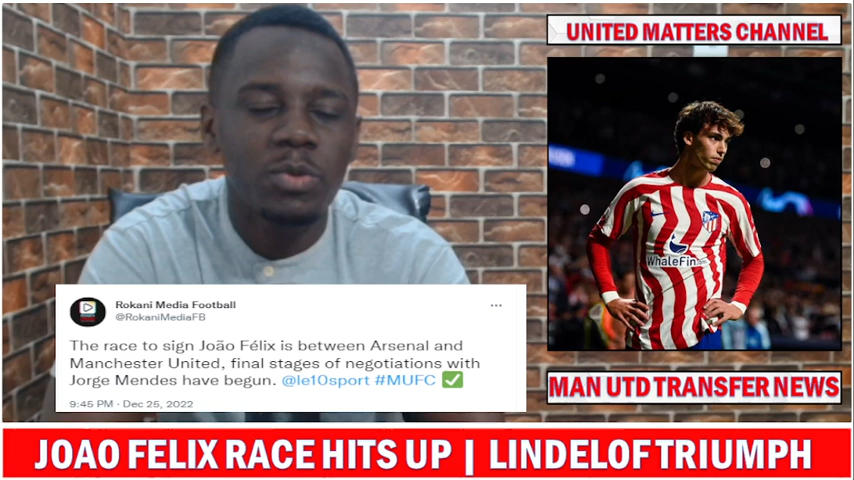 UNITED MATTERS CHANNEL
WhaleFin
Rokani Media Football
@RokaniMediaFB
The race to sign João Félix is between Arsenal and
Manchester United, final stages of negotiations with
Jorge Mendes have begun. @le10sport #MUFC ✅
9:45 PM · Dec 25, 2022
MAN UTD TRANSFER NEWS
JOAO FELIX RACE HITS UP | LINDELOF TRIUMPH